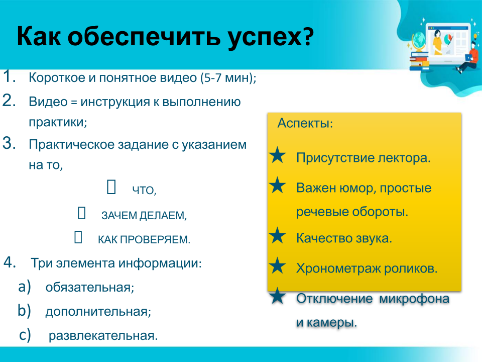 Как обеспечить успех?
1. Короткое и понятное видео (5-7 мин);
2. Видео = инструкция к выполнению
практики;
3. Практическое задание с указанием
на то,
ЧТО,
ЗАЧЕМ ДЕЛАЕМ,
КАК ПРОВЕРЯЕМ.
4. Три элемента информации:
a) обязательная;
b) дополнительная;
c) развлекательная.
Аспекты:
★ Присутствие лектора.
★ Важен юмор, простые
речевые обороты.
★ Качество звука.
★ Хронометраж роликов.
★ Отключение микрофона
и камеры.